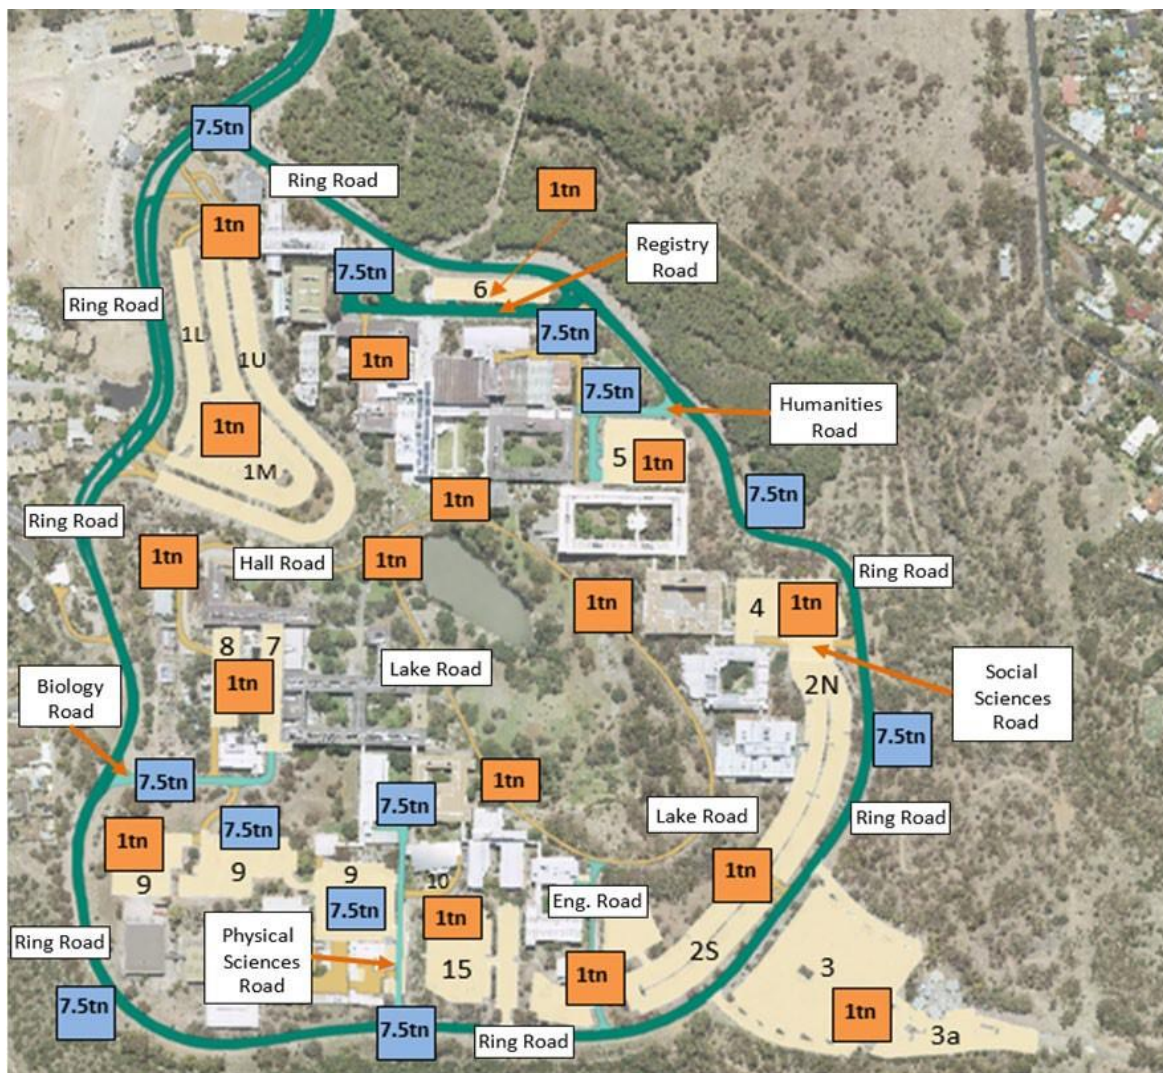 7.5tn
Ring Road
1tn
1tn
Registry
Road
7.5tn
6
Ring Road
7.5tn
1L
1U
1tn
7.5tn
Humanities
Road
1tn
5
1tn
1M
7.5tn
1tn
Ring Road
1tn
1tn
Hall Road
Ring Road
1tn
4
1tn
8
7
Lake Road
Social
Sciences
Road
Biology
Road
1tn
2N
7.5tn
7.5tn
1tn
7.5tn
Lake Road
Ring Road
7.5tn
1tn
9
9
9
10
1tn
Eng. Road
7.5tn
1tn
Ring Road
Physical
Sciences
Road
15
2S
3
1tn
7.5tn
7.5tn
Ring Road
1tn
3a